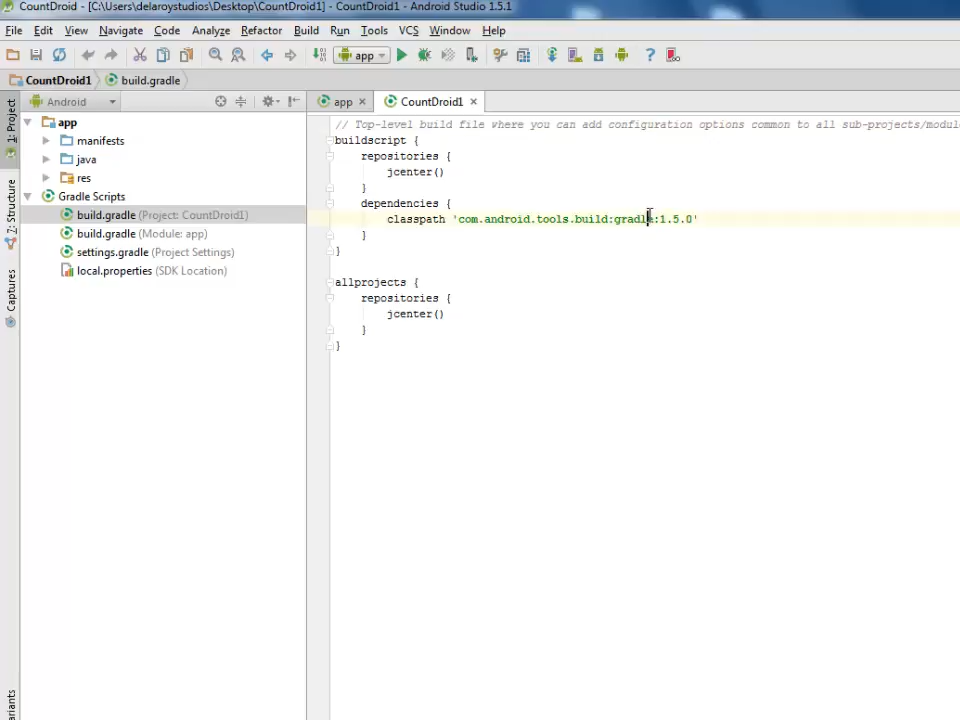 CountDroid - [C:\Users\delaroystudios\Desktop\CountDroid1] - CountDroid1 - Android Studio 1.5.1
File Edit View Navigate Code Analyze Refactor Build Run Tools VCS Window Help
app
CountDroid1 build.gradle
1: Project
Android
app
CountDroid1
app
manifests
java
res
Gradle Scripts
build.gradle (Project: CountDroid1)
build.gradle (Module: app)
settings.gradle (Project Settings)
local.properties (SDK Location)
7: Structure
Captures
// Top-level build file where you can add configuration options common to all sub-projects/modul
buildscript {
repositories {
jcenter()
}
dependencies {
classpath 'com.android.tools.build:gradle:1.5.0'
}
}
allprojects {
repositories {
jcenter()
}
}
ariants